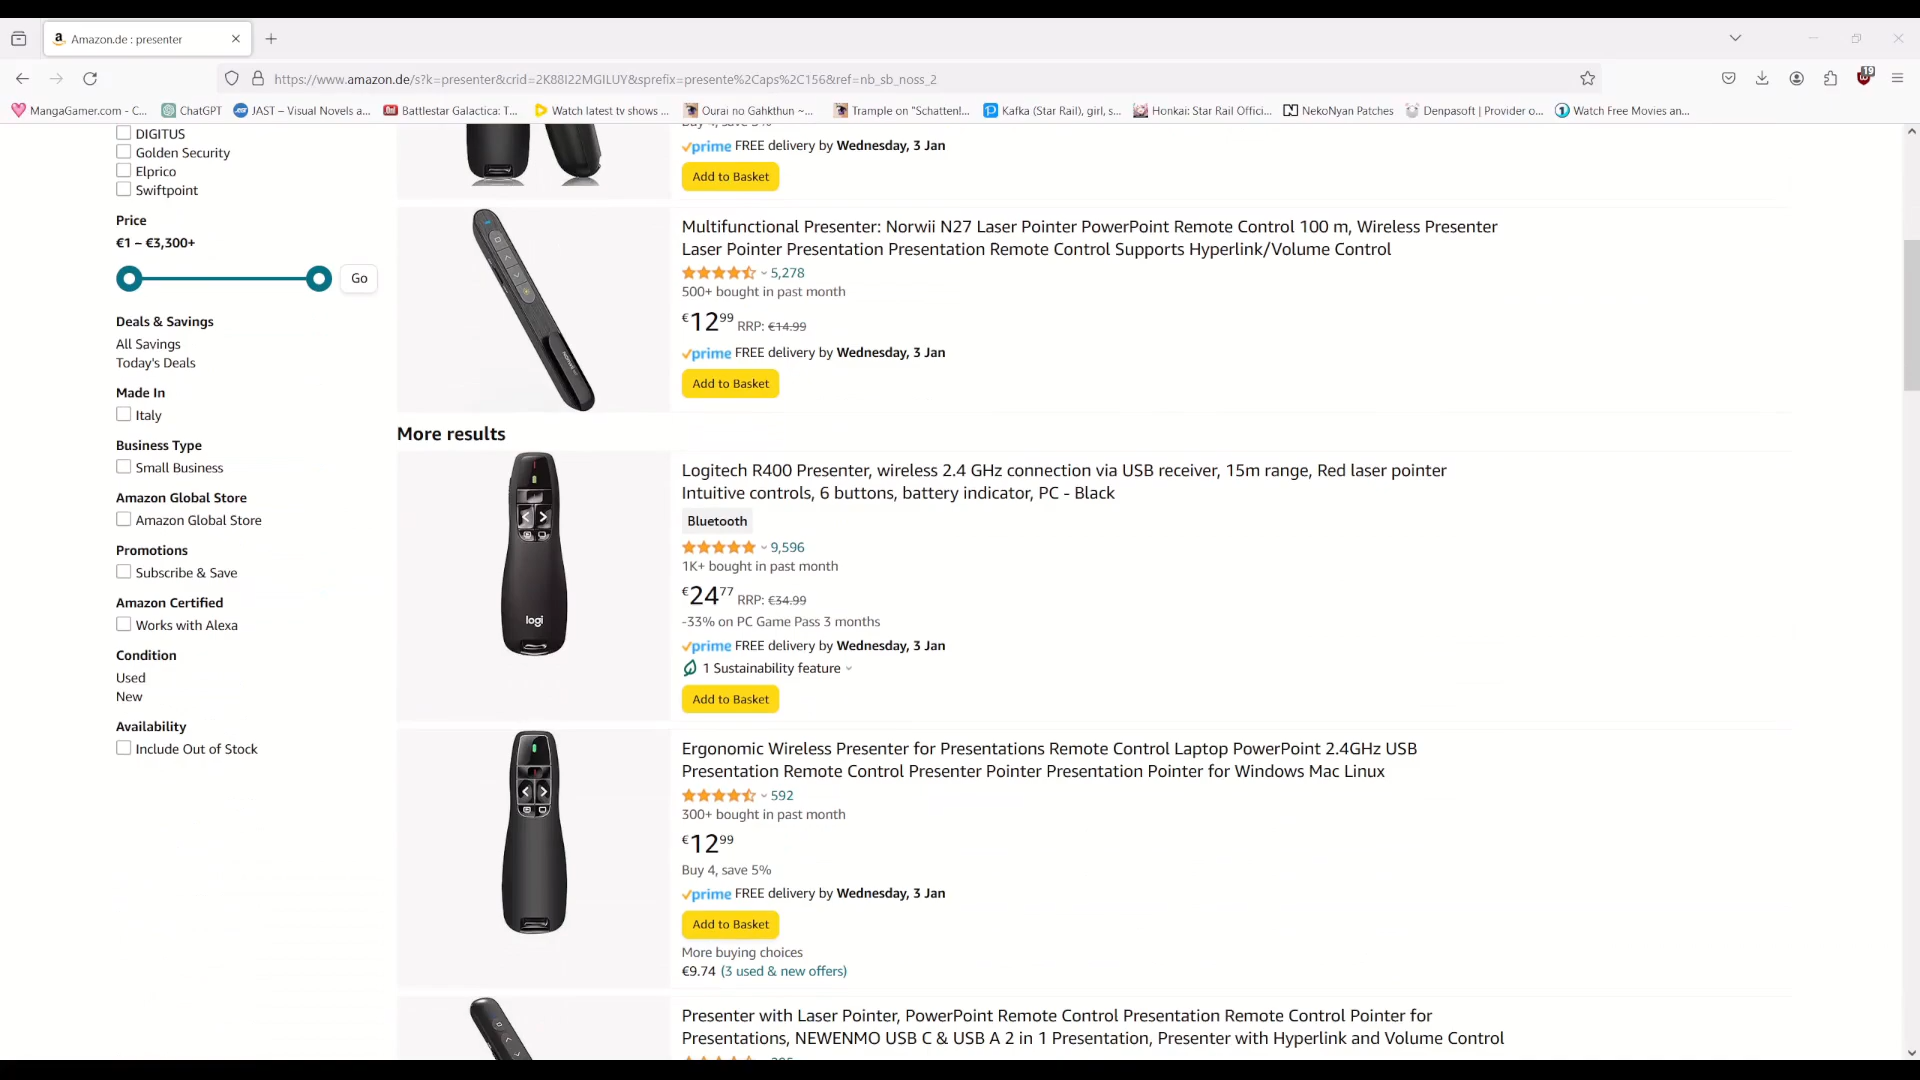 Amazon.de : presenter
https://www.amazon.de/s?k=presenter&crid=2K88I22MGILUY&sprefix=presente%2Caps%2C156&ref=nb_sb_noss_2
19
MangaGamer.com - C...
ChatGPT
JAST – Visual Novels a...
Battlestar Galactica: T...
Watch latest tv shows ...
Ourai no Gahkthun ~...
Trample on "Schatten!...
Kafka (Star Rail), girl, s...
Honkai: Star Rail Offici...
NekoNyan Patches
Denpasoft | Provider o...
Watch Free Movies an...
DIGITUS
Golden Security
Elprico
Swiftpoint
Price
€1 – €3,300+
Go
Deals & Savings
All Savings
Today's Deals
Made In
Italy
Business Type
Small Business
Amazon Global Store
Amazon Global Store
Promotions
Subscribe & Save
Amazon Certified
Works with Alexa
Condition
Used
New
Availability
Include Out of Stock
Buy 4, save 5%
prime FREE delivery by Wednesday, 3 Jan
Add to Basket
Multifunctional Presenter: Norwii N27 Laser Pointer PowerPoint Remote Control 100 m, Wireless Presenter
Laser Pointer Presentation Presentation Remote Control Supports Hyperlink/Volume Control
5,278
500+ bought in past month
€1299 RRP: €14.99
prime FREE delivery by Wednesday, 3 Jan
Add to Basket
More results
logi
Logitech R400 Presenter, wireless 2.4 GHz connection via USB receiver, 15m range, Red laser pointer
Intuitive controls, 6 buttons, battery indicator, PC - Black
Bluetooth
9,596
1K+ bought in past month
€2477 RRP: €34.99
-33% on PC Game Pass 3 months
prime FREE delivery by Wednesday, 3 Jan
1 Sustainability feature
Add to Basket
Ergonomic Wireless Presenter for Presentations Remote Control Laptop PowerPoint 2.4GHz USB
Presentation Remote Control Presenter Pointer Presentation Pointer for Windows Mac Linux
592
300+ bought in past month
€1299
Buy 4, save 5%
prime FREE delivery by Wednesday, 3 Jan
Add to Basket
More buying choices
€9.74 (3 used & new offers)
Presenter with Laser Pointer, PowerPoint Remote Control Presentation Remote Control Pointer for
Presentations, NEWENMO USB C & USB A 2 in 1 Presentation, Presenter with Hyperlink and Volume Control